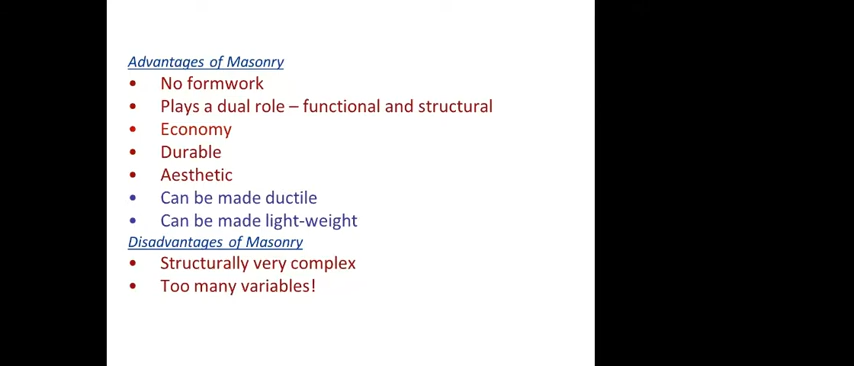 Advantages of Masonry
• No formwork
• Plays a dual role – functional and structural
• Economy
• Durable
• Aesthetic
• Can be made ductile
• Can be made light-weight
Disadvantages of Masonry
• Structurally very complex
• Too many variables!